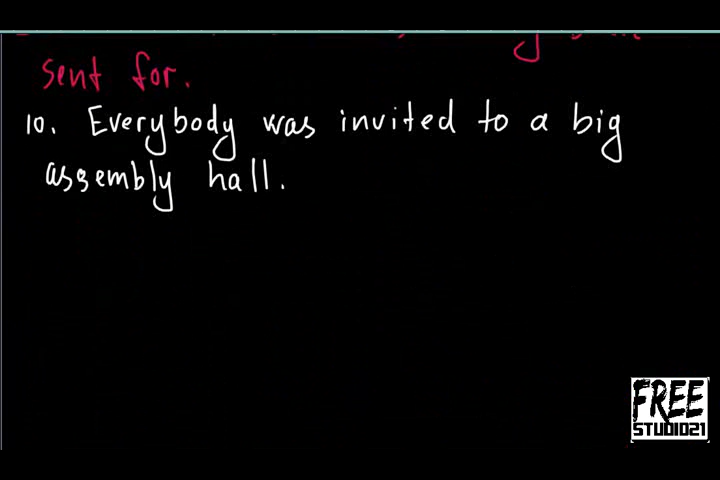 sent for.
10. Everybody was invited to a big
assembly hall.
FREE
STUDIO21